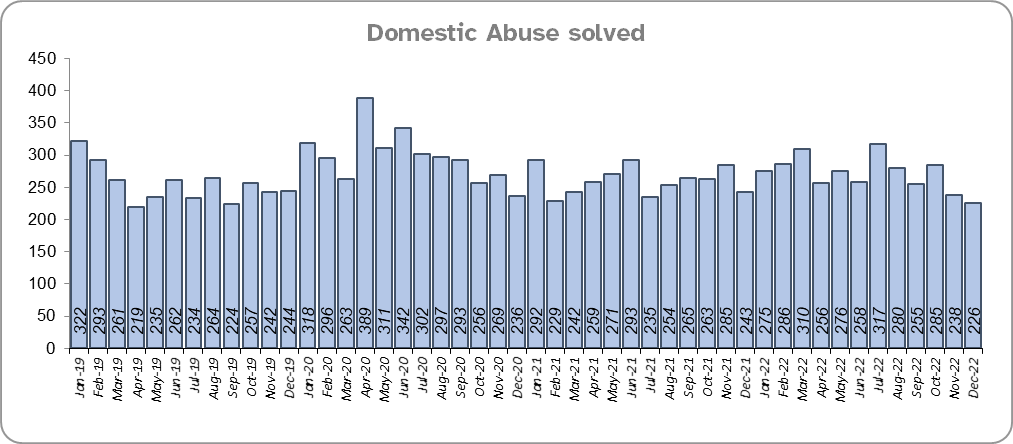 Domestic Abuse solved
450
400
350
300
250
200
150
100
50
0
322
293
261
219
235
262
234
264
224
257
242
244
318
296
263
389
311
342
302
297
293
256
269
236
292
229
242
259
271
293
235
254
265
263
285
243
275
286
310
256
276
258
317
280
255
285
238
226
Jan-19
Feb-19
Mar-19
Apr-19
May-19
Jun-19
Jul-19
Aug-19
Sep-19
Oct-19
Nov-19
Dec-19
Jan-20
Feb-20
Mar-20
Apr-20
May-20
Jun-20
Jul-20
Aug-20
Sep-20
Oct-20
Nov-20
Dec-20
Jan-21
Feb-21
Mar-21
Apr-21
May-21
Jun-21
Jul-21
Aug-21
Sep-21
Oct-21
Nov-21
Dec-21
Jan-22
Feb-22
Mar-22
Apr-22
May-22
Jun-22
Jul-22
Aug-22
Sep-22
Oct-22
Nov-22
Dec-22